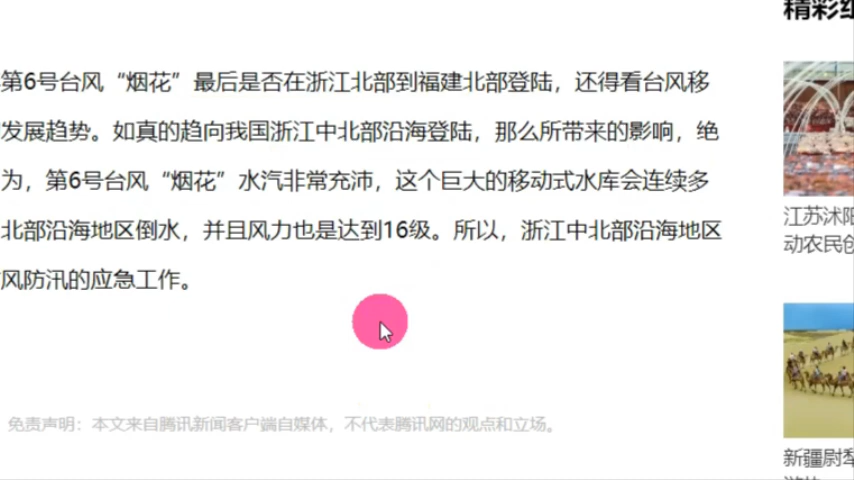 第6号台风“烟花”最后是否在浙江北部到福建北部登陆，还得看台风移
发展趋势。如真的趋向我国浙江中北部沿海登陆，那么所带来的影响，绝
为，第6号台风“烟花”水汽非常充沛，这个巨大的移动式水库会连续多
北部沿海地区倒水，并且风力也是达到16级。所以，浙江中北部沿海地区
风防汛的应急工作。
免责声明：本文来自腾讯新闻客户端自媒体，不代表腾讯网的观点和立场。
精彩
江苏沭阳
动农民
新疆尉犁